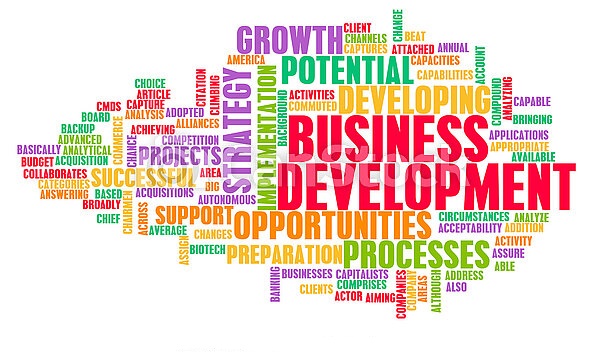 CHANGE
CLIENT
GROWTH
CHANNELS
BEAT
CAPTURES
ATTACHED
ANNUAL
AMERICA
POTENTIAL
CAPACITIES
ACCOUNT
CAPABILITIES
CHOICE
CITATION
CLIMBING
STRATEGY
IMPLEMENTATION
BACKGROUND
ACTIVITIES
DEVELOPING
COMPOUND
ANALYZING
ARTICLE
CMDS
CAPTURE
ADOPTED
COMMUTED
CAPABLE
BOARD
ANALYSIS
ALLIANCES
BUSINESS
BRINGING
BACKUP
COMMERCE
ACHIEVING
APPLICATIONS
ADVANCED
CHANCE
COMPETITION
BASICALLY
ANALYTICAL
PROJECTS
APPROPRIATE
BUDGET
ACQUISITION
AVAILABLE
COLLABORATES
SUCCESSFUL
AREA
DEVELOPMENT
CATEGORIES
DIG
ANSWERING
BASED
CHAIRMEN
ACQUISITIONS
AUTONOMOUS
BROADLY
ACROSS
SUPPORT
OPPORTUNITIES
CIRCUMSTANCES
ANALYZE
CHIEF
ACCEPTABILITY
ADDITION
AVERAGE
ASSIGN
CHANGES
ACTIVITY
BIOTECH
PREPARATION
PROCESSES
ASSURE
ABLE
BANKING
BUSINESSES
CAPITALISTS
COMPANIES
COMPANY
AREAS
ALTHOUGH
ADDRESS
CLIENTS
COMPRISES
ALSO
ACTOR
AIMING